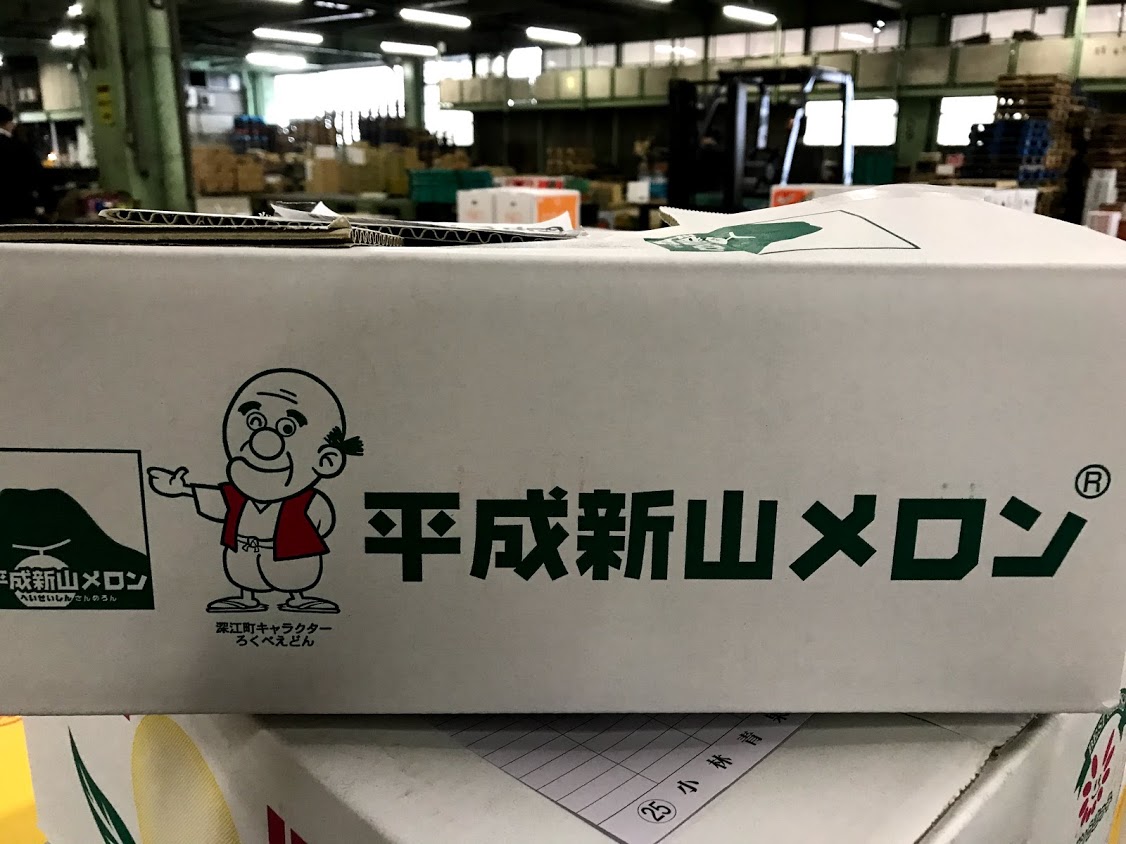 平成新山メロン®
平成新山メロン
へいせいしんざんめろん
深江町キャラクター
ろくべえどん
㉕ 小林青